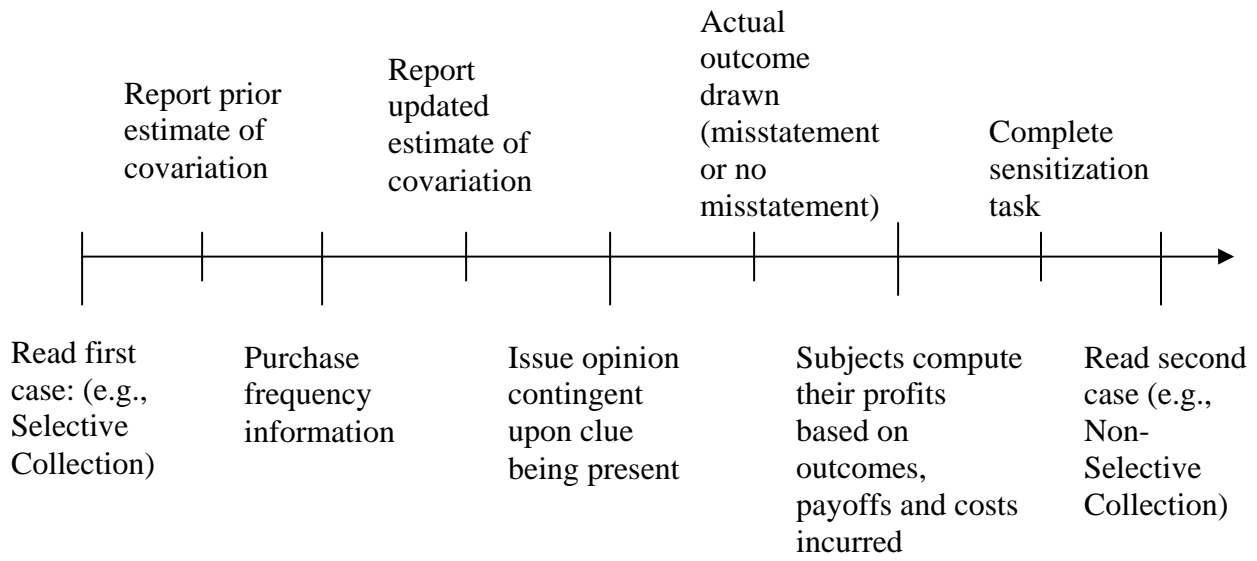 Actual
outcome
drawn
(misstatement
or no
misstatement)
Report
updated
estimate of
covariation
Report prior
estimate of
covariation
Complete
sensitization
task
Read first
case: (e.g.,
Selective
Collection)
Purchase
frequency
information
Issue opinion
contingent
upon clue
being present
Subjects compute
their profits
based on
outcomes,
payoffs and costs
incurred
Read second
case (e.g.,
Non-
Selective
Collection)